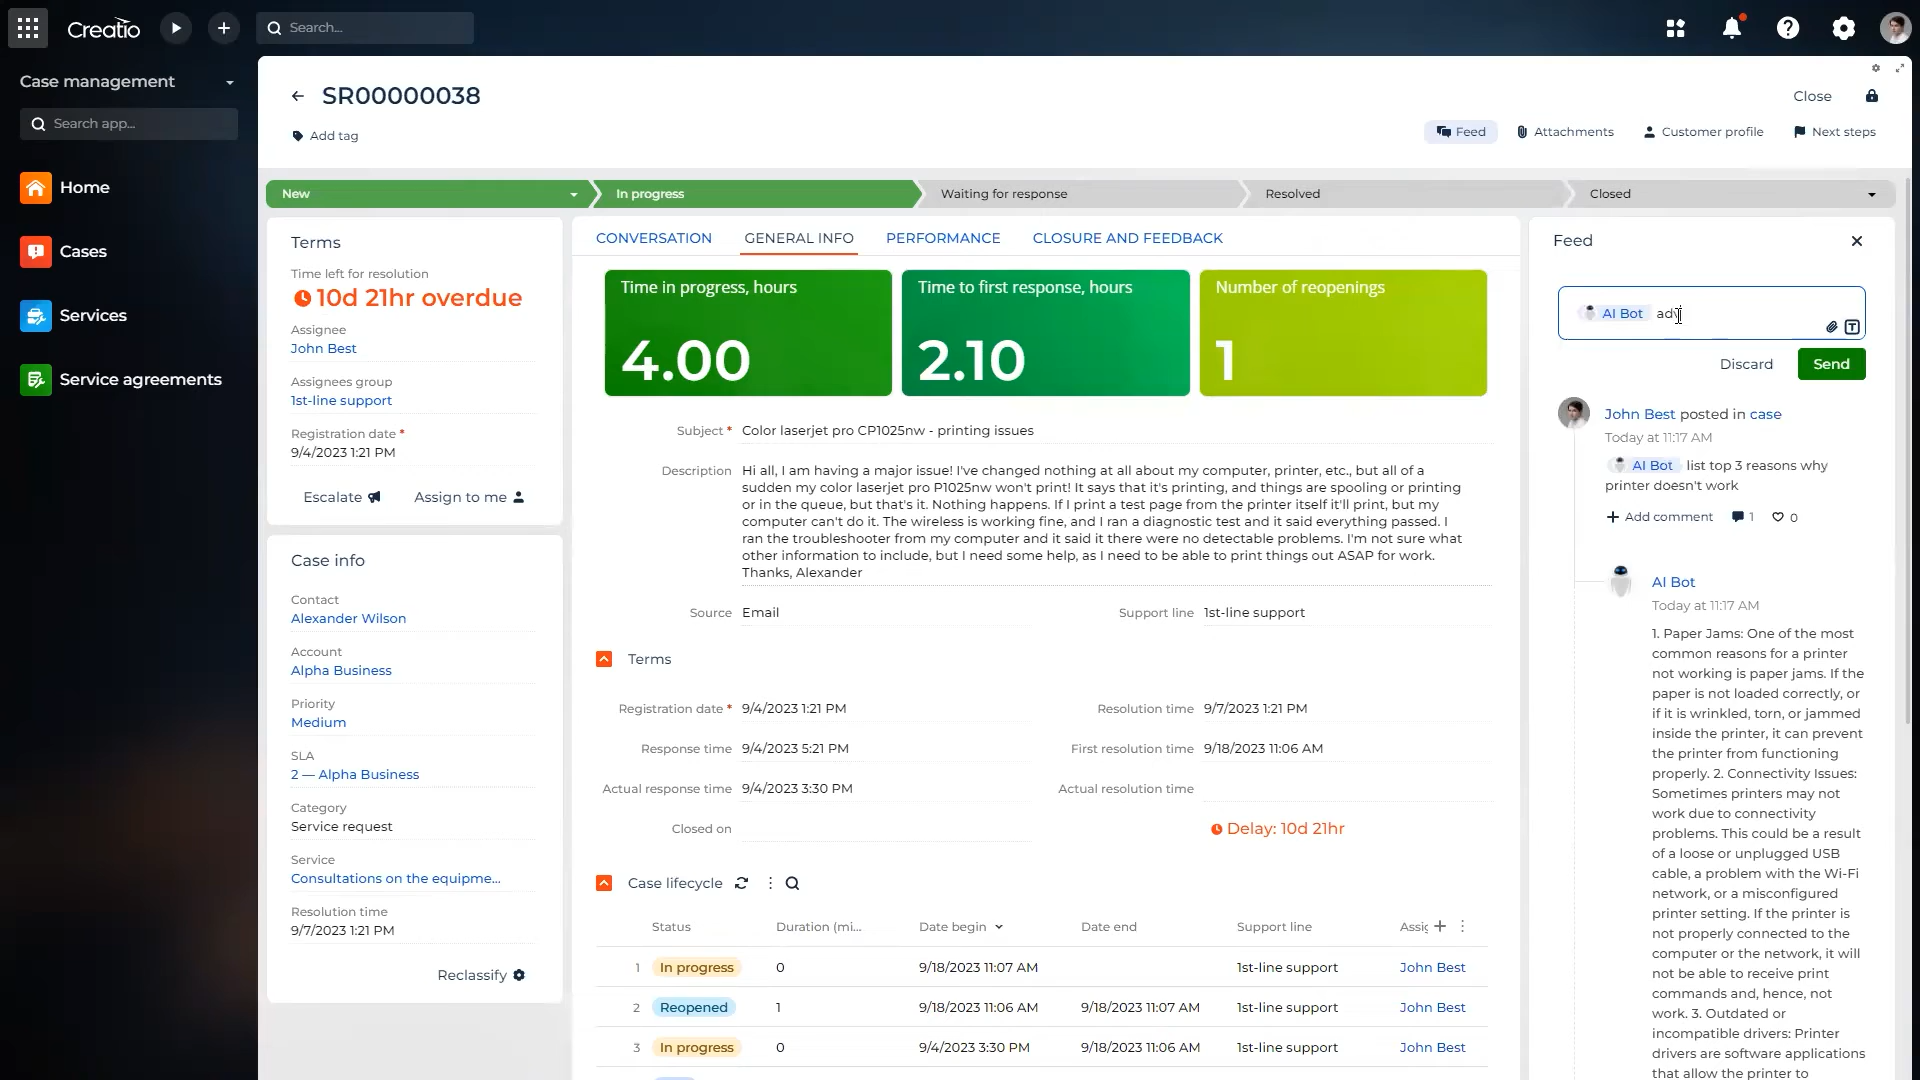 Creatio
Search...
Case management
Search app...
Home
Cases
Services
Service agreements
SR00000038
Close
Add tag
Feed
Attachments
Customer profile
Next steps
New
In progress
Waiting for response
Resolved
Closed
Terms
Time left for resolution
10d 21hr overdue
Assignee
John Best
Assignees group
1st-line support
Registration date *
9/4/2023 1:21 PM
Escalate
Assign to me
Case info
Contact
Alexander Wilson
Account
Alpha Business
Priority
Medium
SLA
2 — Alpha Business
Category
Service request
Service
Consultations on the equipme...
Resolution time
9/7/2023 1:21 PM
Reclassify
CONVERSATION
GENERAL INFO
PERFORMANCE
CLOSURE AND FEEDBACK
Time in progress, hours
4.00
Time to first response, hours
2.10
Number of reopenings
1
Subject * Color laserjet pro CP1025nw - printing issues
Description Hi all, I am having a major issue! I've changed nothing at all about my computer, printer, etc., but all of a
sudden my color laserjet pro P1025nw won't print! It says that it's printing, and things are spooling or printing
or in the queue, but that's it. Nothing happens. If I print a test page from the printer itself it'll print, but my
computer can't do it. The wireless is working fine, and I ran a diagnostic test and it said everything passed. I
ran the troubleshooter from my computer and it said it there were no detectable problems. I'm not sure what
other information to include, but I need some help, as I need to be able to print things out ASAP for work.
Thanks, Alexander
Source Email
Support line 1st-line support
Terms
Registration date * 9/4/2023 1:21 PM
Resolution time 9/7/2023 1:21 PM
Response time 9/4/2023 5:21 PM
First resolution time 9/18/2023 11:06 AM
Actual response time 9/4/2023 3:30 PM
Actual resolution time
Closed on
Delay: 10d 21hr
Case lifecycle
Status Duration (mi... Date begin Date end Support line Assig
1 In progress 0 9/18/2023 11:07 AM 1st-line support John Best
2 Reopened 1 9/18/2023 11:06 AM 9/18/2023 11:07 AM 1st-line support John Best
3 In progress 0 9/4/2023 3:30 PM 9/18/2023 11:06 AM 1st-line support John Best
Feed
AI Bot adv
Discard
Send
John Best posted in case
Today at 11:17 AM
AI Bot list top 3 reasons why
printer doesn't work
Add comment 1 0
AI Bot
Today at 11:17 AM
1. Paper Jams: One of the most
common reasons for a printer
not working is paper jams. If the
paper is not loaded correctly, or
if it is wrinkled, torn, or jammed
inside the printer, it can prevent
the printer from functioning
properly. 2. Connectivity Issues:
Sometimes printers may not
work due to connectivity
problems. This could be a result
of a loose or unplugged USB
cable, a problem with the Wi-Fi
network, or a misconfigured
printer setting. If the printer is
not properly connected to the
computer or the network, it will
not be able to receive print
commands and, hence, not
work. 3. Outdated or
incompatible drivers: Printer
drivers are software applications
that allow the printer to